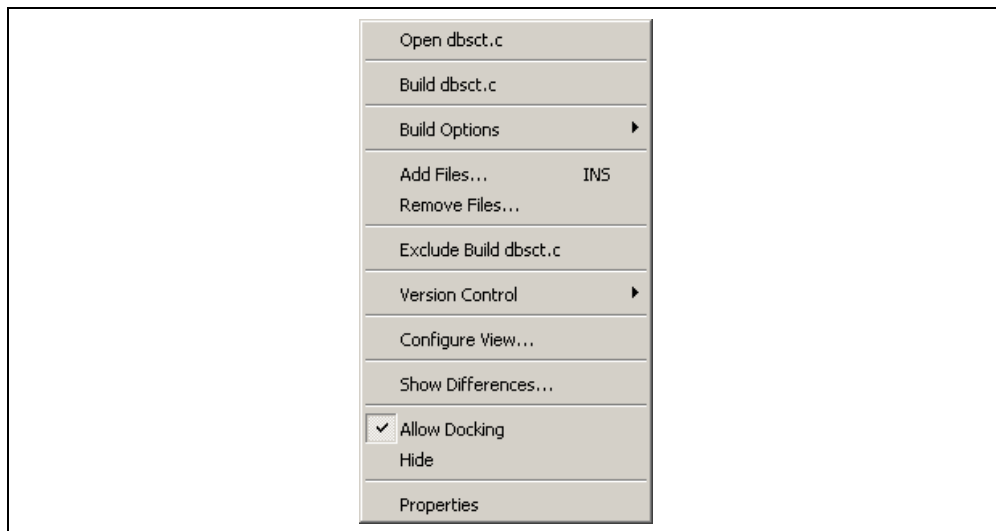 Open dbsct.c
Build dbsct.c
Build Options
Add Files... INS
Remove Files...
Exclude Build dbsct.c
Version Control
Configure View...
Show Differences...
Allow Docking
Hide
Properties